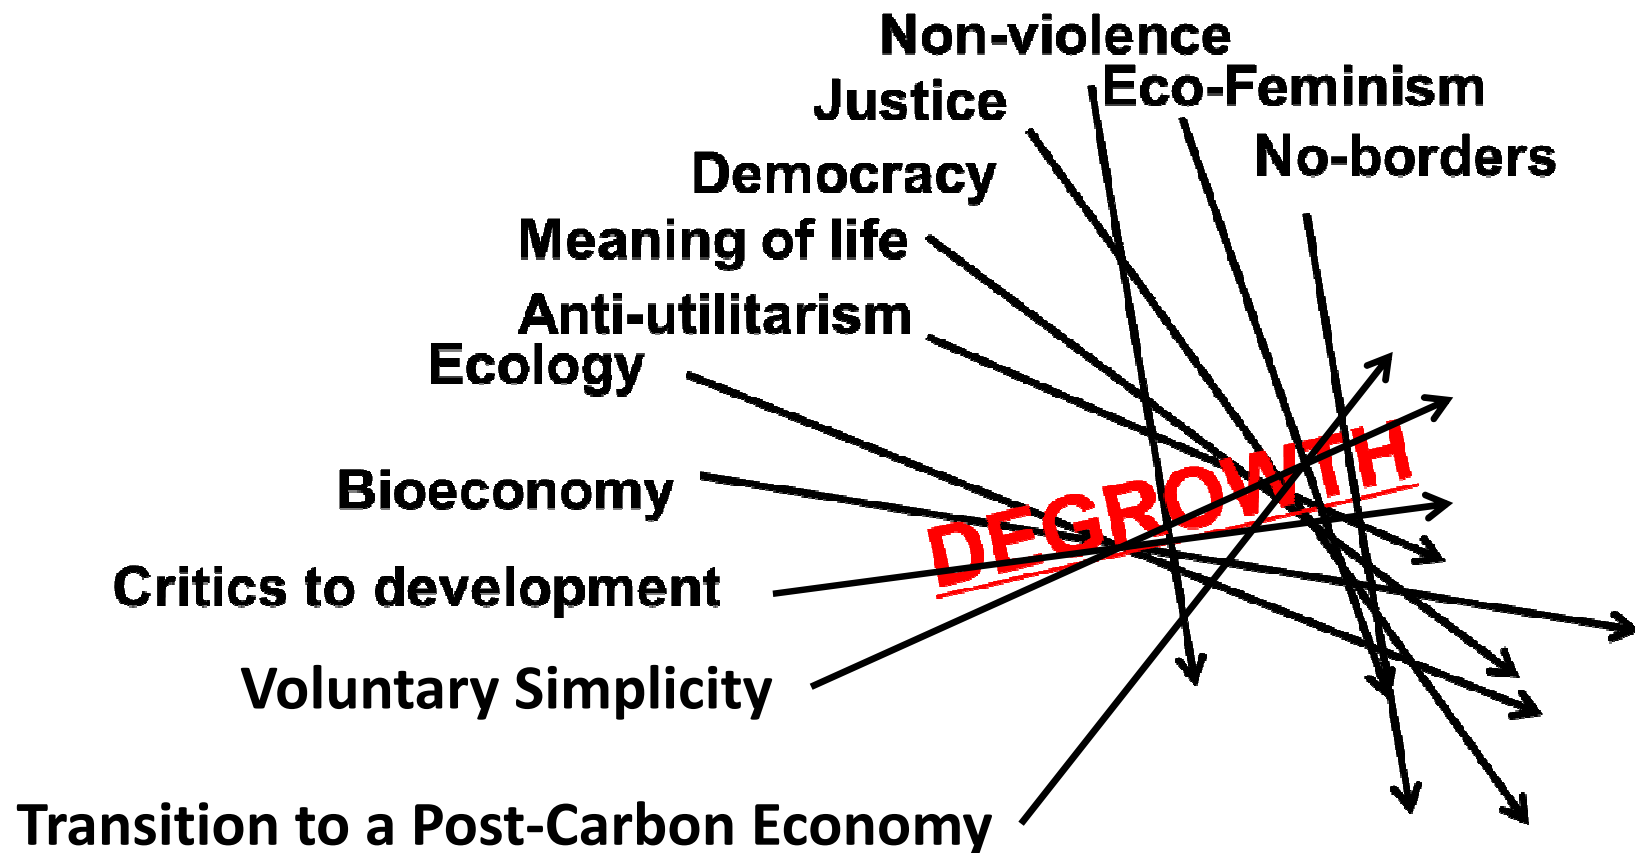 Non-violence
Eco-Feminism
Justice
No-borders
Democracy
Meaning of life
Anti-utilitarism
Ecology
DEGROWTH
Bioeconomy
Critics to development
Voluntary Simplicity
Transition to a Post-Carbon Economy